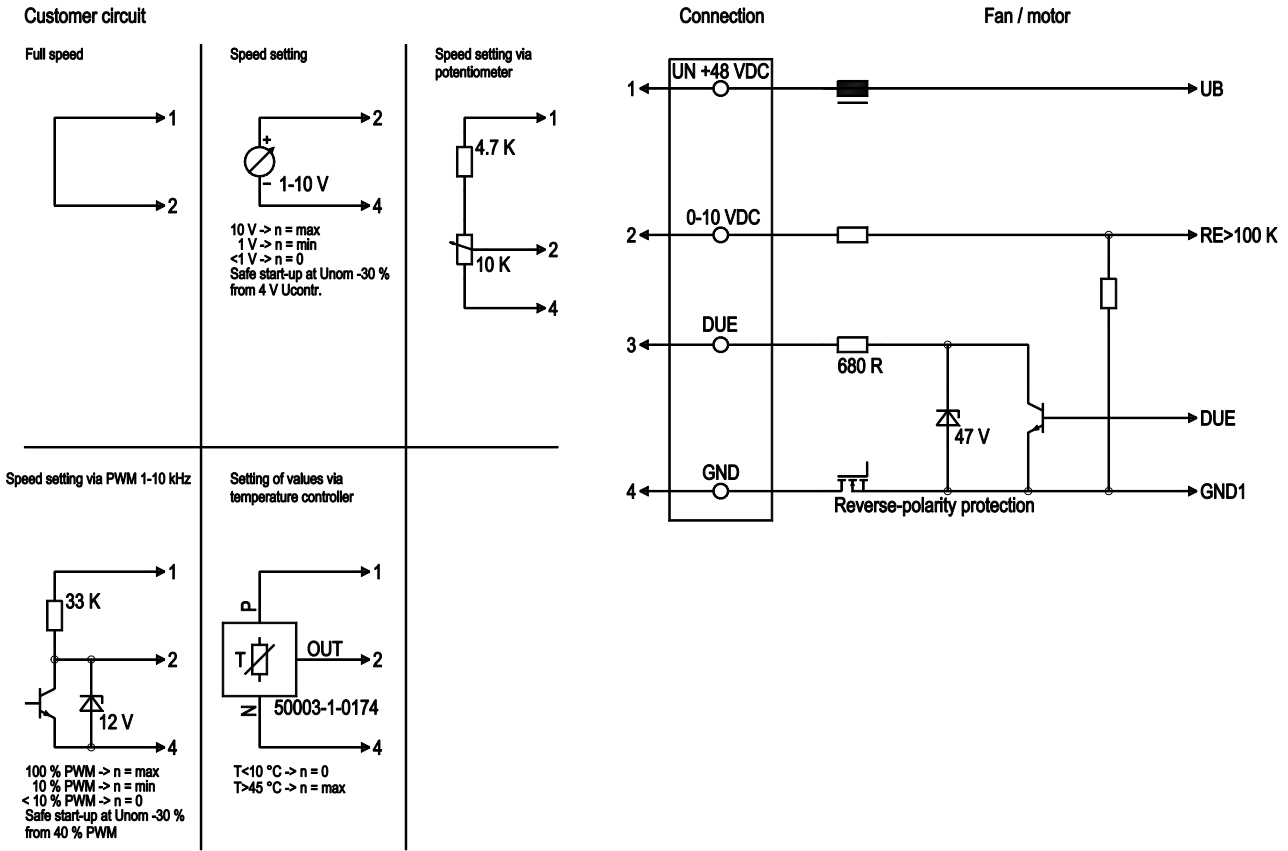 Customer circuit
Full speed
1
2
Speed setting
2
+
–
1-10 V
4
10 V -> n = max
1 V -> n = min
<1 V -> n = 0
Safe start-up at Unom -30 %
from 4 V Ucontr.
Speed setting via
potentiometer
1
4.7 K
2
10 K
4
Speed setting via PWM 1-10 kHz
1
33 K
2
12 V
4
100 % PWM -> n = max
10 % PWM -> n = min
< 10 % PWM -> n = 0
Safe start-up at Unom -30 %
from 40 % PWM
Setting of values via
temperature controller
1
P
T
OUT
2
N
50003-1-0174
4
T<10 °C -> n = 0
T>45 °C -> n = max
Connection
Fan / motor
UN +48 VDC
1
UB
0-10 VDC
2
RE>100 K
DUE
3
680 R
47 V
DUE
GND
4
GND1
Reverse-polarity protection